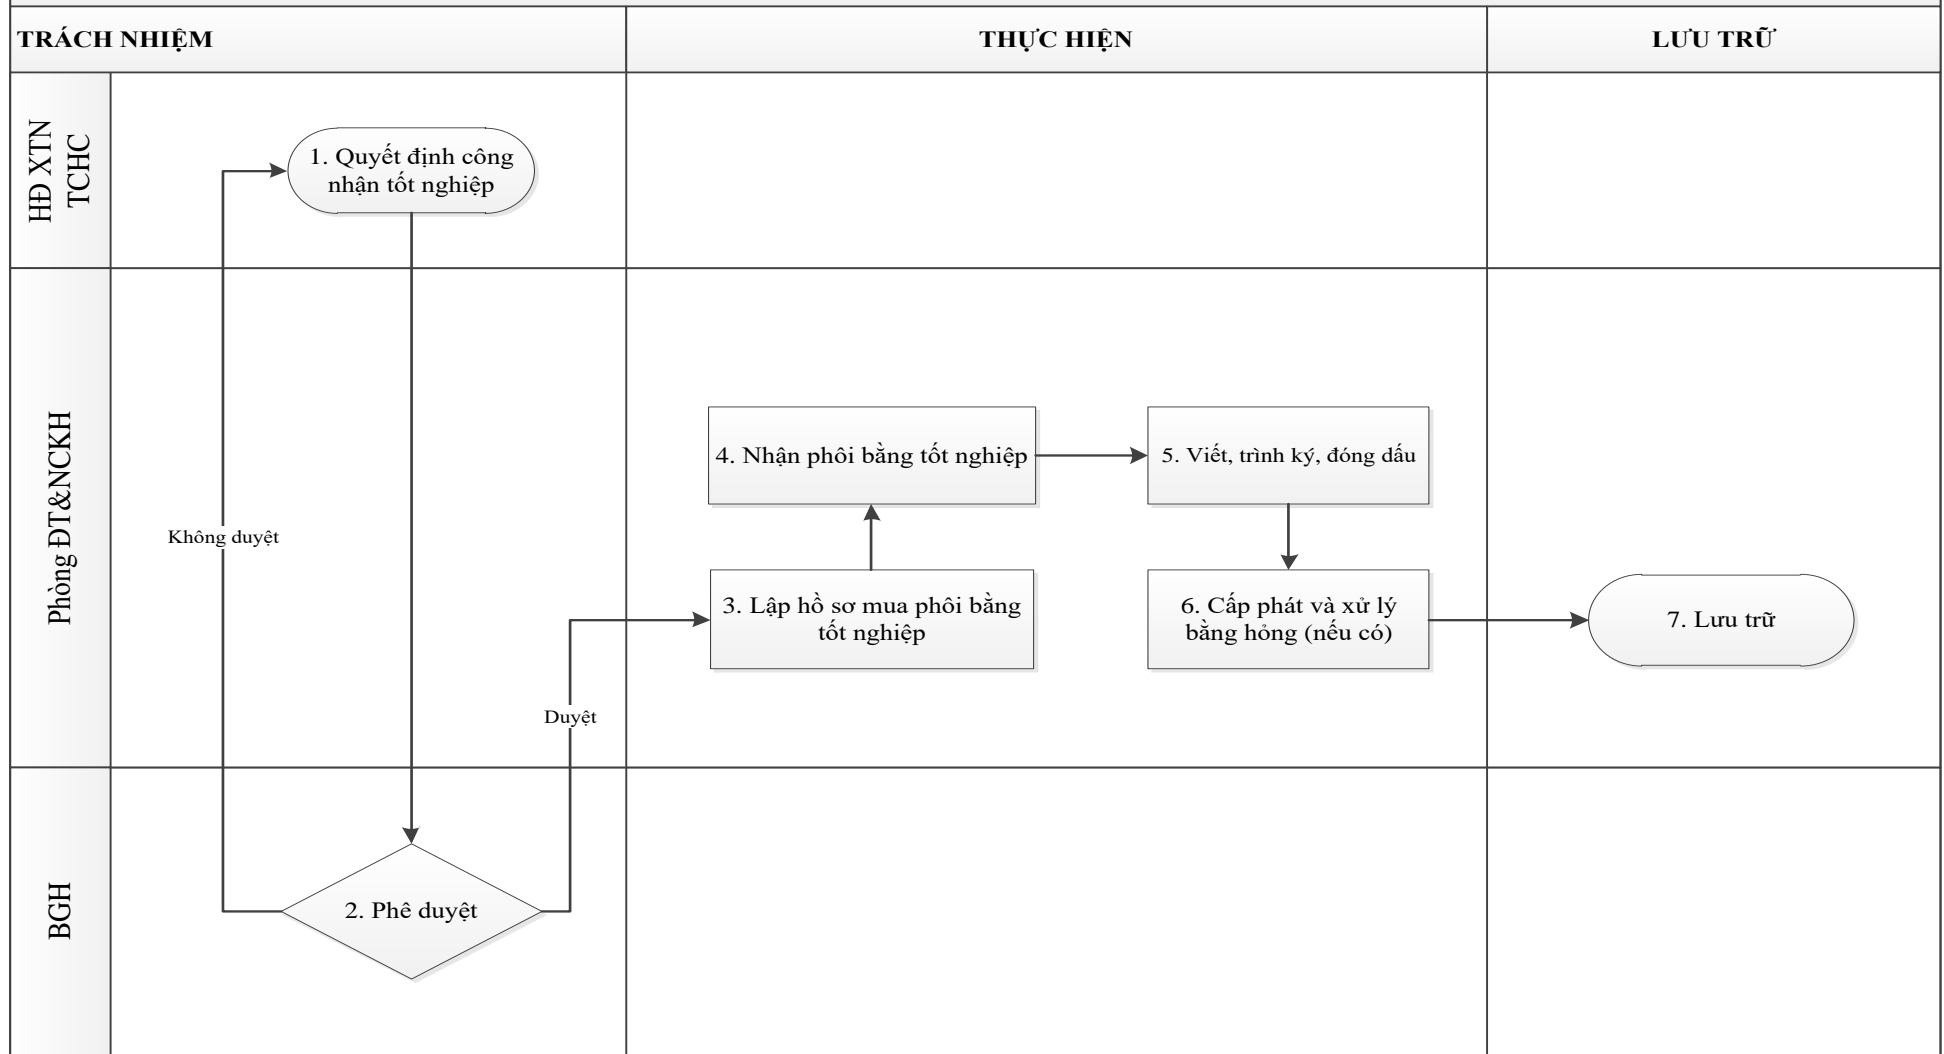 TRÁCH NHIỆM
THỰC HIỆN
LƯU TRỮ
HĐ XTN
TCHC
1. Quyết định công
nhận tốt nghiệp
Phòng ĐT&NCKH
4. Nhận phôi bằng tốt nghiệp
5. Viết, trình ký, đóng dấu
Không duyệt
3. Lập hồ sơ mua phôi bằng
tốt nghiệp
6. Cấp phát và xử lý
bằng hỏng (nếu có)
7. Lưu trữ
Duyệt
BGH
2. Phê duyệt